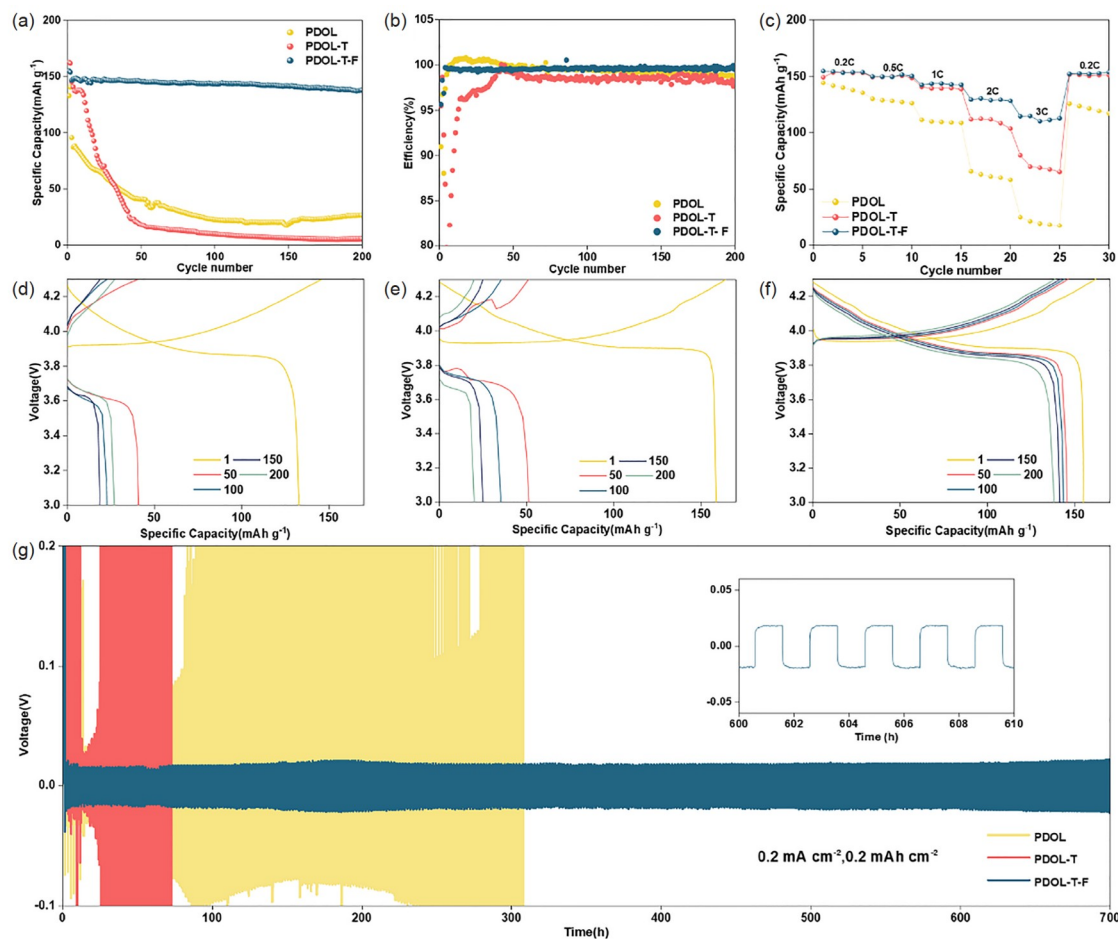 (a)
200
150
100
50
0
Specific Capacity(mAh g⁻¹)
PDOL
PDOL-T
PDOL-T-F
0 50 100 150 200
Cycle number
(b)
105
100
95
90
85
80
Efficiency(%)
PDOL
PDOL-T
PDOL-T- F
0 50 100 150 200
Cycle number
(c)
200
150
100
50
0
Specific Capacity(mAh g⁻¹)
0.2C
0.5C
1C
2C
3C
0.2C
PDOL
PDOL-T
PDOL-T-F
0 5 10 15 20 25 30
Cycle number
(d)
4.2
4.0
3.8
3.6
3.4
3.2
3.0
Voltage(V)
1 150
50 200
100
0 50 100 150
Specific Capacity(mAh g⁻¹)
(e)
4.2
4.0
3.8
3.6
3.4
3.2
3.0
Voltage(V)
1 150
50 200
100
0 50 100 150
Specific Capacity(mAh g⁻¹)
(f)
4.2
4.0
3.8
3.6
3.4
3.2
3.0
Voltage(V)
1 150
50 200
100
0 50 100 150
Specific Capacity(mAh g⁻¹)
(g)
0.2
0.1
0.0
-0.1
Voltage(V)
0.05
0.00
-0.05
600 602 604 606 608 610
Time (h)
0.2 mA cm⁻²,0.2 mAh cm⁻²
PDOL
PDOL-T
PDOL-T-F
0 100 200 300 400 500 600 700
Time(h)